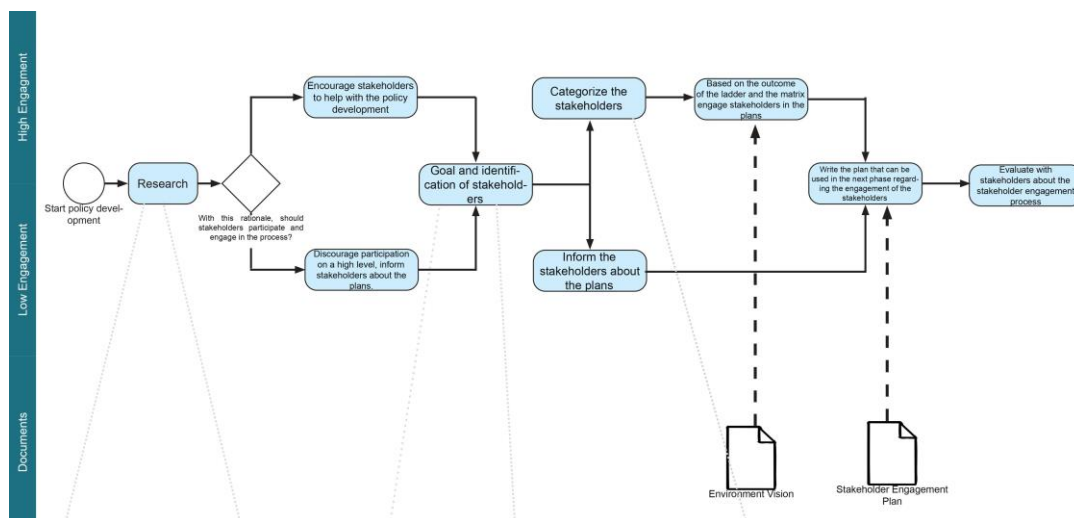 High Engagment
Low Engagement
Documents
Start policy devel-
opment
Research
With this rationale, should
stakeholders participate and
engage in the process?
Encourage stakeholders
to help with the policy
development
Discourage participation
on a high level, inform
stakeholders about the
plans.
Goal and identifi-
cation of stakehold-
ers
Categorize the
stakeholders
Inform the
stakeholders about
the plans
Based on the outcome
of the ladder and the matrix
engage stakeholders in the
plans
Write the plan that can be
used in the next phase regard-
ing the engagement of the
stakeholders
Evaluate with
stakeholders about the
stakeholder engagement
process
Environment Vision
Stakeholder Engagement
Plan